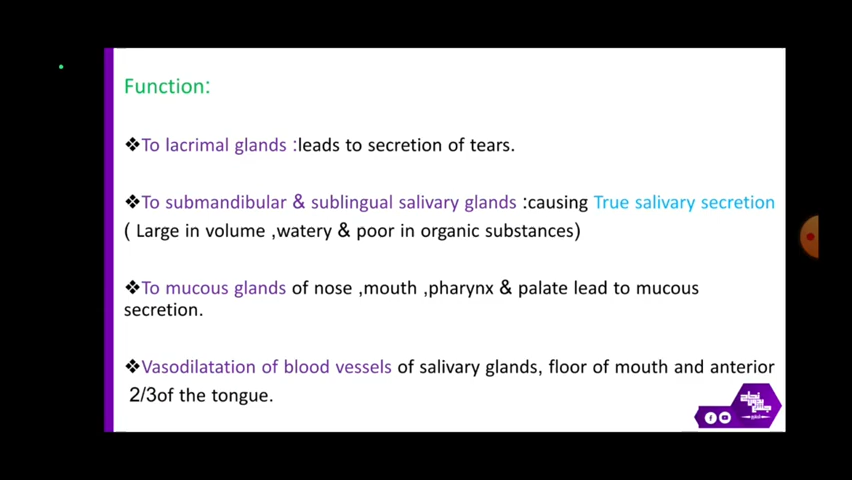 Function:
❖To lacrimal glands :leads to secretion of tears.
❖To submandibular & sublingual salivary glands :causing True salivary secretion
( Large in volume ,watery & poor in organic substances)
❖To mucous glands of nose ,mouth ,pharynx & palate lead to mucous
secretion.
❖Vasodilatation of blood vessels of salivary glands, floor of mouth and anterior
2/3of the tongue.